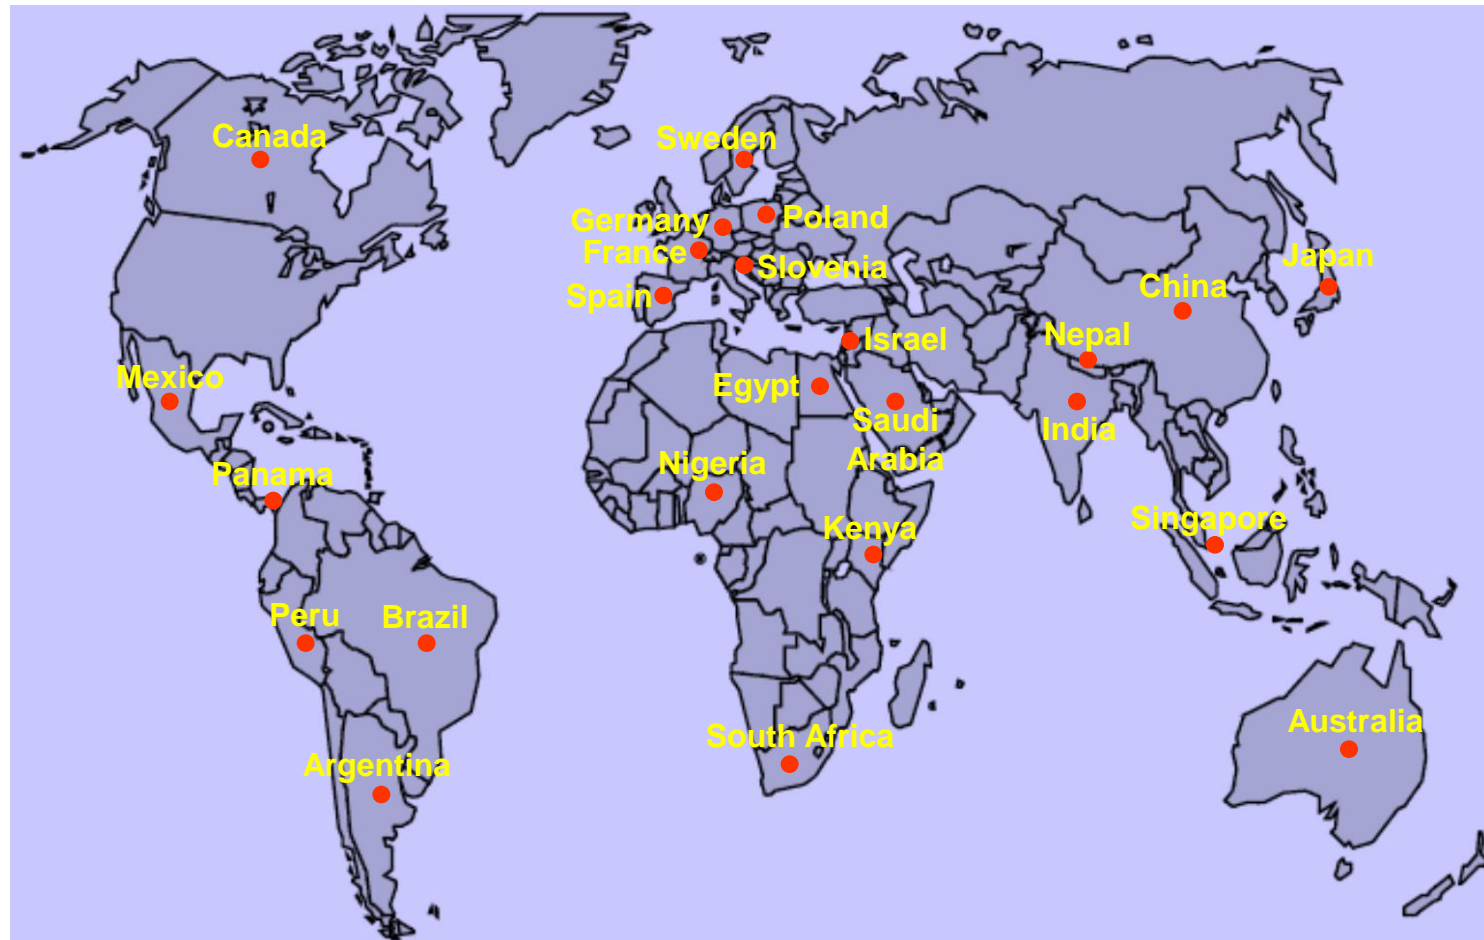 Canada
Sweden
Germany
Poland
France
Slovenia
Japan
Spain
China
Israel
Nepal
Mexico
Egypt
Saudi
Arabia
India
Panama
Nigeria
Singapore
Kenya
Peru
Brazil
Australia
South Africa
Argentina